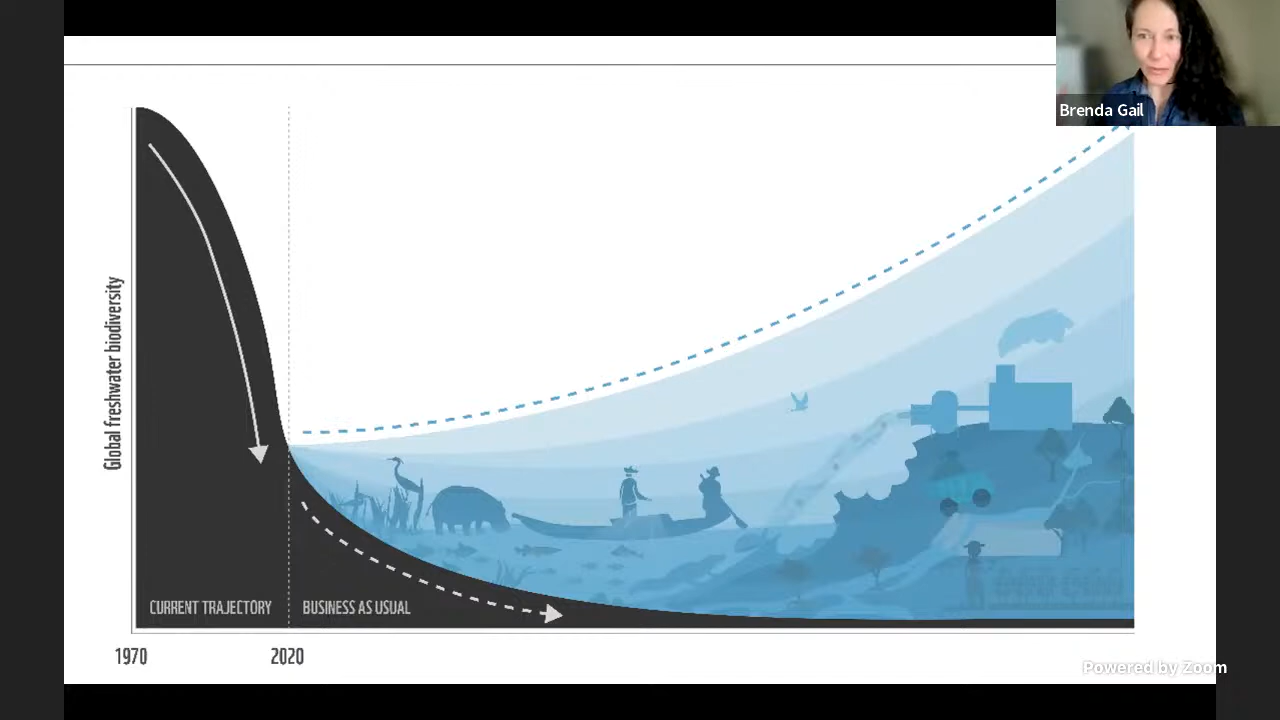 Brenda Gail
Global freshwater biodiversity
CURRENT TRAJECTORY
BUSINESS AS USUAL
1970
2020
Powered by Zoom